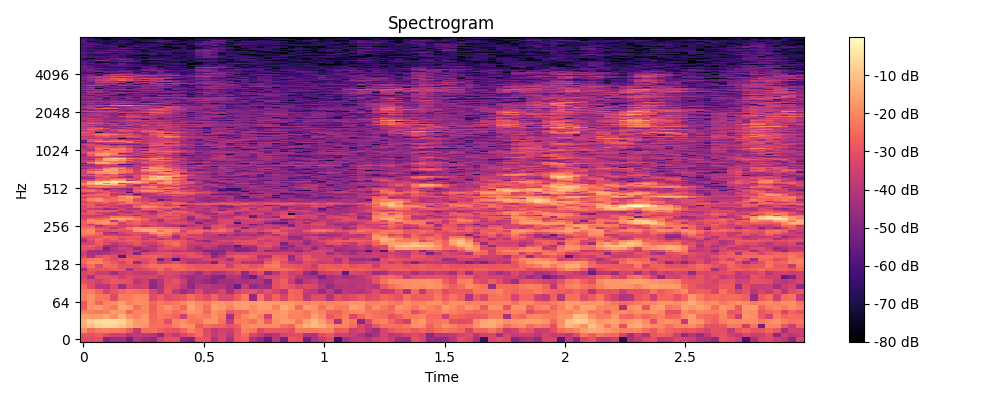 Spectrogram
Hz
4096
2048
1024
512
256
128
64
0
0
0.5
1
1.5
2
2.5
Time
-10 dB
-20 dB
-30 dB
-40 dB
-50 dB
-60 dB
-70 dB
-80 dB